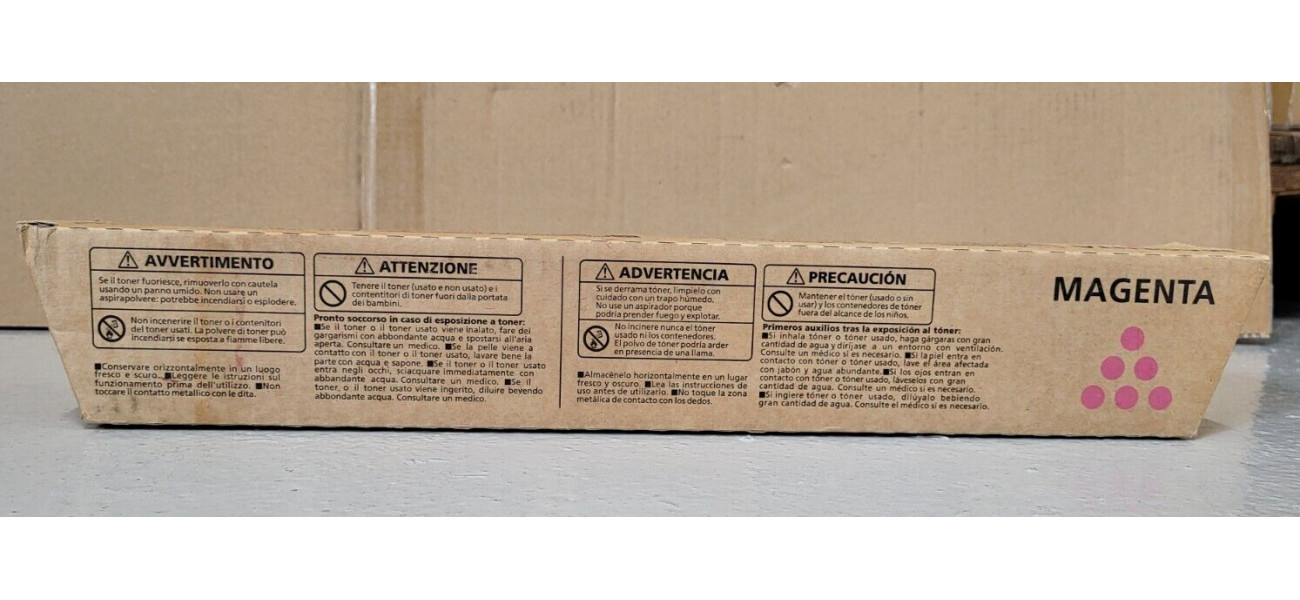 AVVERTIMENTO
Se il toner fuoriesce, rimuoverlo con cautela
usando un panno umido. Non usare un
aspirapolvere: potrebbe incendiarsi o esplodere.
Non incenerire il toner o i contenitori
del toner usati. La polvere di toner può
incendiarsi se esposta a fiamme libere.
■Conservare orizzontalmente in un luogo
fresco e scuro. ■Leggere le istruzioni sul
funzionamento prima dell'utilizzo. ■Non
toccare il contatto metallico con le dita.
ATTENZIONE
Tenere il toner (usato e non usato) e i
contentitori di toner fuori dalla portata
dei bambini.
Pronto soccorso in caso di esposizione a toner:
■Se il toner o il toner usato viene inalato, fare dei
gargarismi con abbondante acqua e spostarsi all'aria
aperta. Consultare un medico. ■Se la pelle viene a
contatto con il toner o il toner usato, lavare bene la
parte con acqua e sapone. ■Se il toner o il toner usato
entra negli occhi, sciacquare immediatamente con
abbandante acqua. Consultare un medico. ■Se il
toner, o il toner usato viene ingerito, diluire bevendo
abbondante acqua. Consultare un medico.
ADVERTENCIA
Si se derrama tóner, límpielo con
cuidado con un trapo húmedo.
No use un aspirador porque
podría prender fuego y explotar.
No incinere nunca el tóner
usado ni los contenedores.
El polvo de tóner podría arder
en presencia de una llama.
■Almacénelo horizontalmente en un lugar
fresco y oscuro. ■Lea las instrucciones de
uso antes de utilizarlo. ■No toque la zona
metálica de contacto con los dedos.
PRECAUCIÓN
Mantener el tóner (usado o sin
usar) y los contenedores de tóner
fuera del alcance de los niños.
Primeros auxilios tras la exposición al tóner:
■Si inhala tóner o tóner usado, haga gárgaras con gran
cantidad de agua y diríjase a un entorno con ventilación.
Consulte un médico si es necesario. ■Si la piel entra en
contacto con tóner o tóner usado, lave el área afectada
con jabón y agua abundante. ■Si los ojos entran en
contacto con tóner o tóner usado, láveselos con gran
cantidad de agua. Consulte un médico si es necesario.
■Si ingiere tóner o tóner usado, dilúyalo bebiendo
gran cantidad de agua. Consulte el médico si es necesario.
MAGENTA